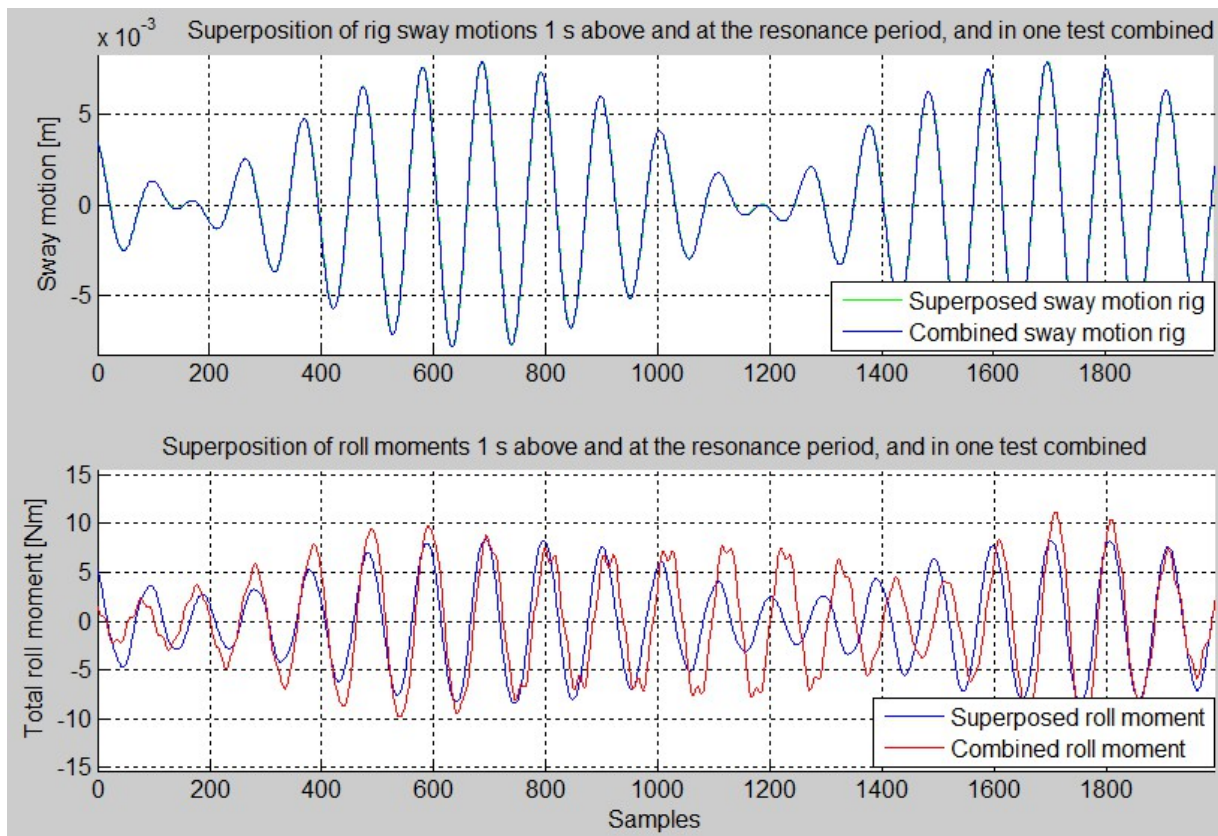 x 10-3
Superposition of rig sway motions 1 s above and at the resonance period, and in one test combined
Sway motion [m]
5
0
-5
0 200 400 600 800 1000 1200 1400 1600 1800
Superposed sway motion rig
Combined sway motion rig
Superposition of roll moments 1 s above and at the resonance period, and in one test combined
Total roll moment [Nm]
15
10
5
0
-5
-10
-15
0 200 400 600 800 1000 1200 1400 1600 1800
Samples
Superposed roll moment
Combined roll moment